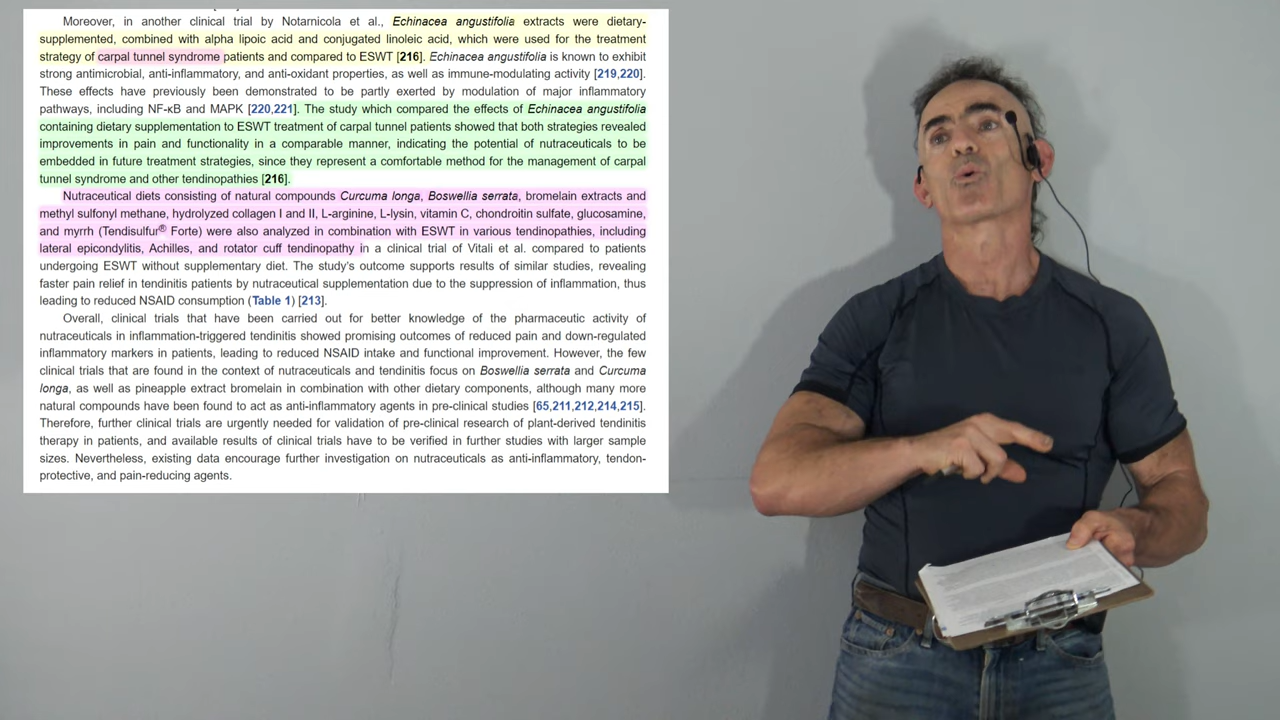 Moreover, in another clinical trial by Notarnicola et al., Echinacea angustifolia extracts were dietary-
supplemented, combined with alpha lipoic acid and conjugated linoleic acid, which were used for the treatment
strategy of carpal tunnel syndrome patients and compared to ESWT [216]. Echinacea angustifolia is known to exhibit
strong antimicrobial, anti-inflammatory, and anti-oxidant properties, as well as immune-modulating activity [219,220].
These effects have previously been demonstrated to be partly exerted by modulation of major inflammatory
pathways, including NF-κB and MAPK [220,221]. The study which compared the effects of Echinacea angustifolia
containing dietary supplementation to ESWT treatment of carpal tunnel patients showed that both strategies revealed
improvements in pain and functionality in a comparable manner, indicating the potential of nutraceuticals to be
embedded in future treatment strategies, since they represent a comfortable method for the management of carpal
tunnel syndrome and other tendinopathies [216].
Nutraceutical diets consisting of natural compounds Curcuma longa, Boswellia serrata, bromelain extracts and
methyl sulfonyl methane, hydrolyzed collagen I and II, L-arginine, L-lysin, vitamin C, chondroitin sulfate, glucosamine,
and myrrh (Tendisulfur® Forte) were also analyzed in combination with ESWT in various tendinopathies, including
lateral epicondylitis, Achilles, and rotator cuff tendinopathy in a clinical trial of Vitali et al. compared to patients
undergoing ESWT without supplementary diet. The study's outcome supports results of similar studies, revealing
faster pain relief in tendinitis patients by nutraceutical supplementation due to the suppression of inflammation, thus
leading to reduced NSAID consumption (Table 1) [213].
Overall, clinical trials that have been carried out for better knowledge of the pharmaceutic activity of
nutraceuticals in inflammation-triggered tendinitis showed promising outcomes of reduced pain and down-regulated
inflammatory markers in patients, leading to reduced NSAID intake and functional improvement. However, the few
clinical trials that are found in the context of nutraceuticals and tendinitis focus on Boswellia serrata and Curcuma
longa, as well as pineapple extract bromelain in combination with other dietary components, although many more
natural compounds have been found to act as anti-inflammatory agents in pre-clinical studies [65,211,212,214,215].
Therefore, further clinical trials are urgently needed for validation of pre-clinical research of plant-derived tendinitis
therapy in patients, and available results of clinical trials have to be verified in further studies with larger sample
sizes. Nevertheless, existing data encourage further investigation on nutraceuticals as anti-inflammatory, tendon-
protective, and pain-reducing agents.